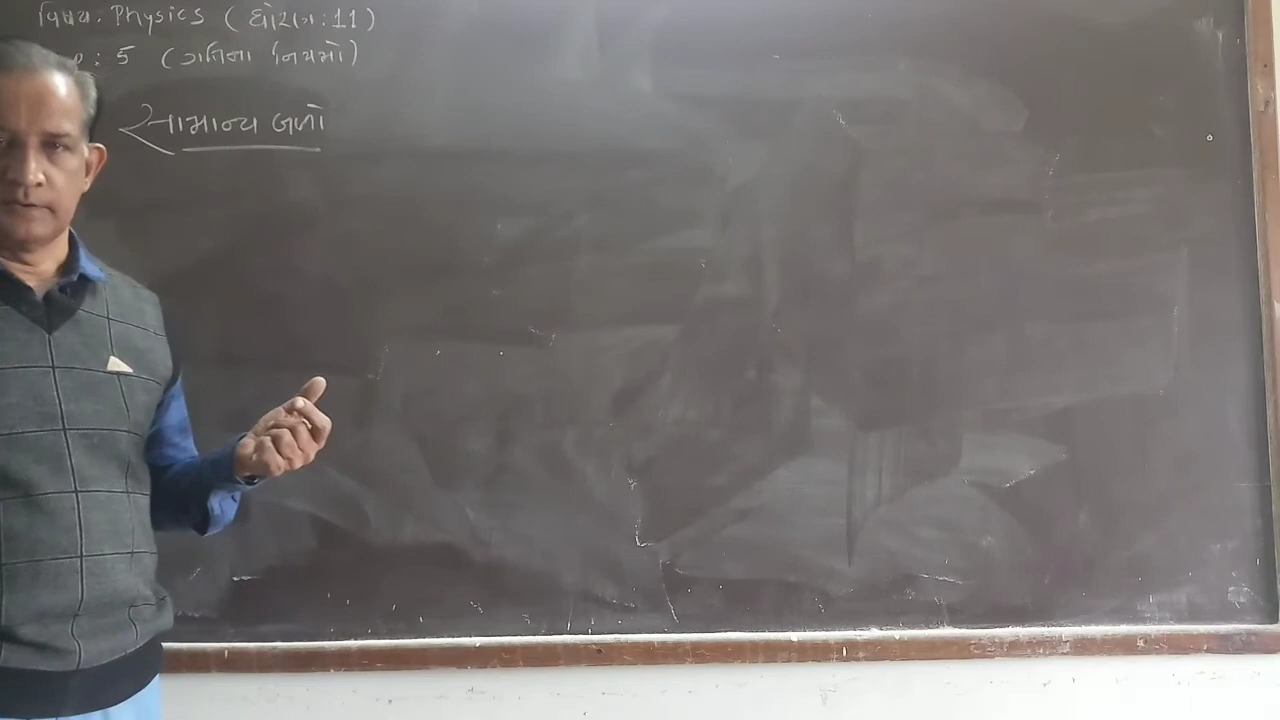 વિષય. Physics (ધોરણ:11)
: 5 (ગતિના નિયમો)
સામાન્ય બળો